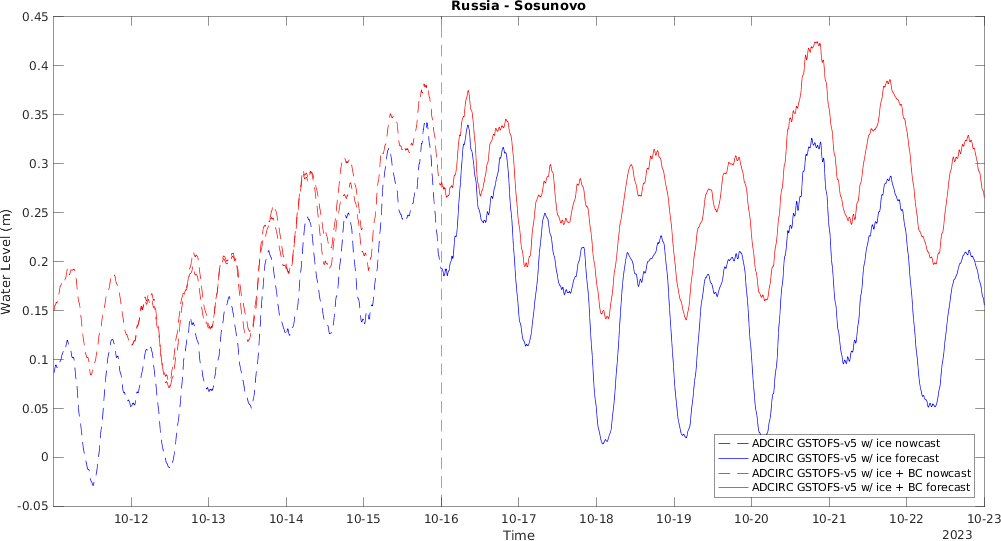 Russia - Sosunovo
0.45
0.4
0.35
0.3
0.25
0.2
0.15
0.1
0.05
0
-0.05
Water Level (m)
ADCIRC GSTOFS-v5 w/ ice nowcast
ADCIRC GSTOFS-v5 w/ ice forecast
ADCIRC GSTOFS-v5 w/ ice + BC nowcast
ADCIRC GSTOFS-v5 w/ ice + BC forecast
10-12 10-13 10-14 10-15 10-16 10-17 10-18 10-19 10-20 10-21 10-22 10-23
Time
2023